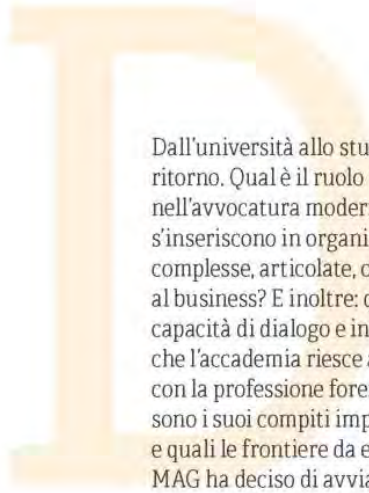 Dall'università allo
ritorno. Qual è il ruolo
nell'avvocatura
s'inseriscono in
complesse, articolate,
al business? E inoltre:
capacità di dialogo e
che l'accademia riesce
con la professione
sono i suoi compiti
e quali le frontiere da
MAG ha deciso di